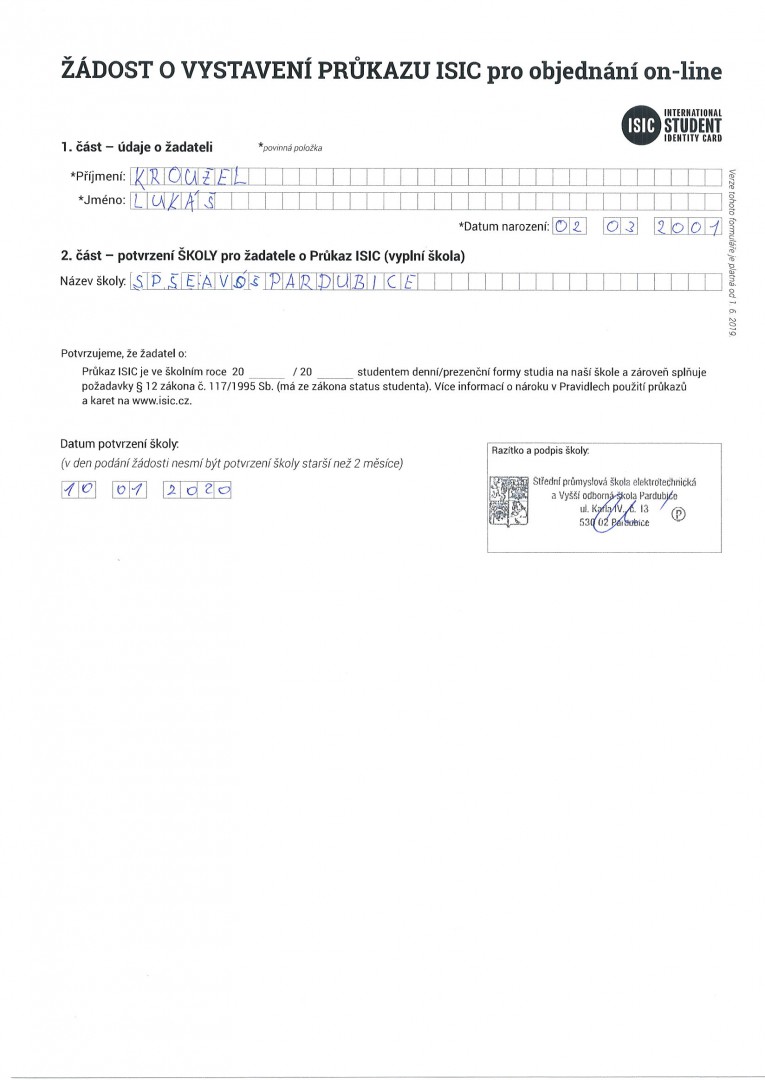 ŽÁDOST O VYSTAVENÍ PRŮKAZU ISIC pro objednání on-line
ISIC INTERNATIONAL STUDENT IDENTITY CARD
1. část – údaje o žadateli *povinná položka
*Příjmení: KROUŽEL
*Jméno: LUKÁŠ
*Datum narození: 02 03 2001
2. část – potvrzení ŠKOLY pro žadatele o Průkaz ISIC (vyplní škola)
Název školy: SPŠEAVOŠ PARDUBICE
Verze tohoto formuláře je platná od 1. 6. 2019.
Potvrzujeme, že žadatel o:
Průkaz ISIC je ve školním roce 20 ______ / 20 ______ studentem denní/prezenční formy studia na naší škole a zároveň splňuje
požadavky § 12 zákona č. 117/1995 Sb. (má ze zákona status studenta). Více informací o nároku v Pravidlech použití průkazů
a karet na www.isic.cz.
Datum potvrzení školy:
(v den podání žádosti nesmí být potvrzení školy starší než 2 měsíce)
10 01 2020
Razítko a podpis školy:
Střední průmyslová škola elektrotechnická
a Vyšší odborná škola Pardubice
ul. Karla IV., č. 13
530 02 Pardubice
P